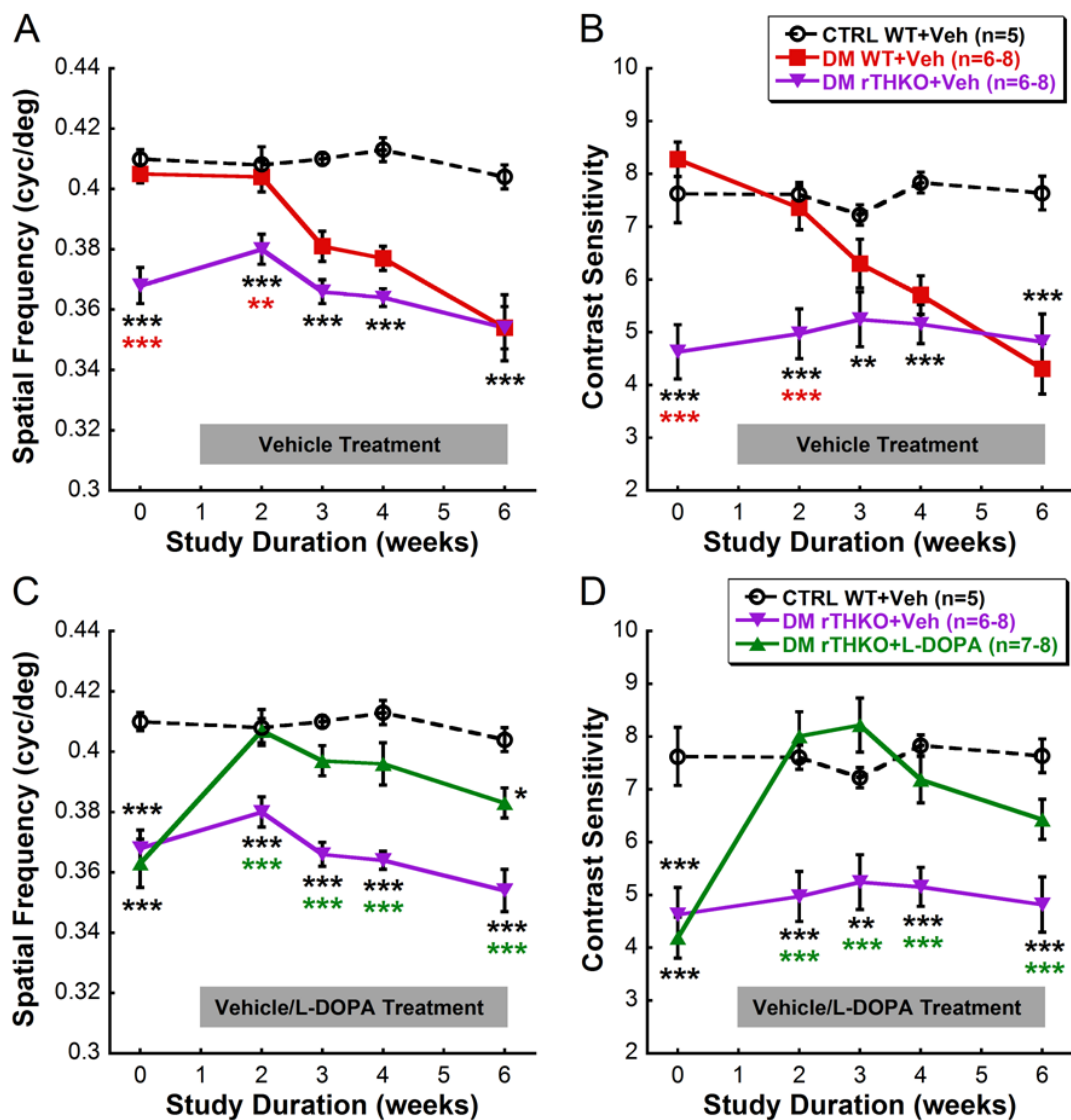 A
B
CTRL WT+Veh (n=5)
DM WT+Veh (n=6-8)
DM rTHKO+Veh (n=6-8)
Spatial Frequency (cyc/deg)
0.44
0.42
0.4
0.38
0.36
0.34
0.32
0.3
***
***
***
**
***
***
***
Vehicle Treatment
0 1 2 3 4 5 6
Study Duration (weeks)
Contrast Sensitivity
10
9
8
7
6
5
4
3
2
***
***
***
***
**
***
***
Vehicle Treatment
0 1 2 3 4 5 6
Study Duration (weeks)
C
D
CTRL WT+Veh (n=5)
DM rTHKO+Veh (n=6-8)
DM rTHKO+L-DOPA (n=7-8)
Spatial Frequency (cyc/deg)
0.44
0.42
0.4
0.38
0.36
0.34
0.32
0.3
***
***
***
***
***
***
***
***
*
***
***
Vehicle/L-DOPA Treatment
0 1 2 3 4 5 6
Study Duration (weeks)
Contrast Sensitivity
10
9
8
7
6
5
4
3
2
***
***
***
***
**
***
***
***
***
***
Vehicle/L-DOPA Treatment
0 1 2 3 4 5 6
Study Duration (weeks)